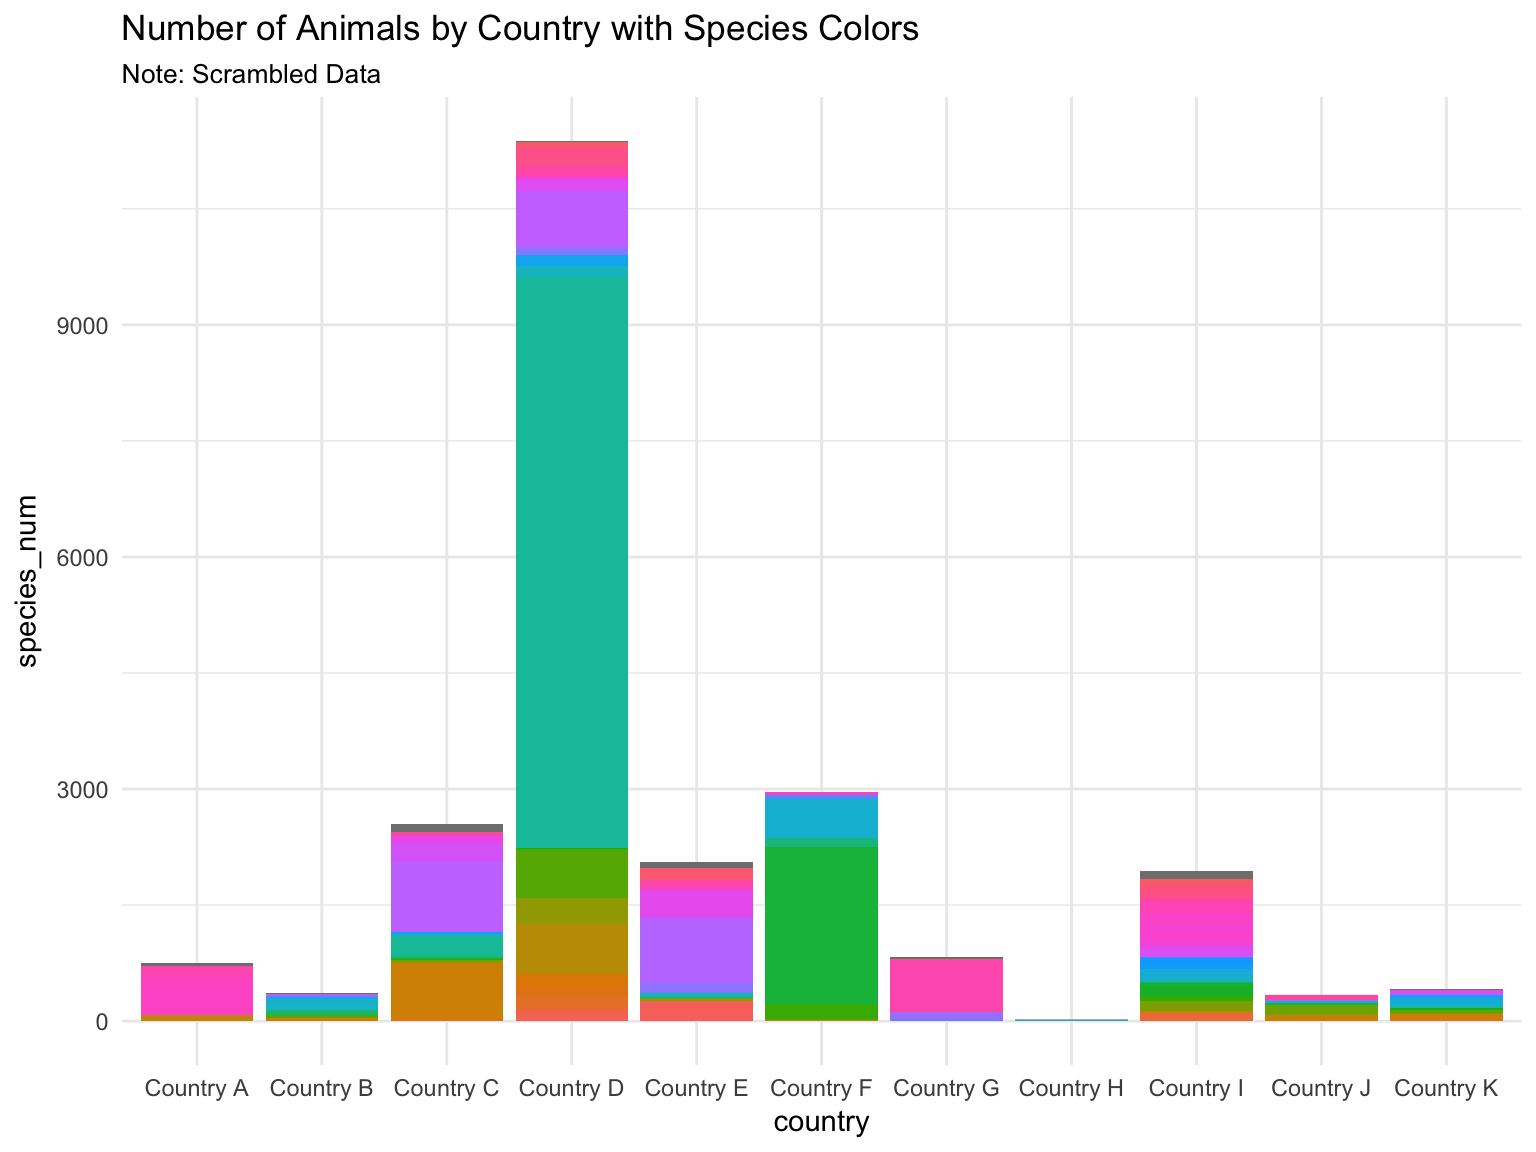 Number of Animals by Country with Species Colors
Note: Scrambled Data
species_num
9000
6000
3000
0
Country A Country B Country C Country D Country E Country F Country G Country H Country I Country J Country K
country